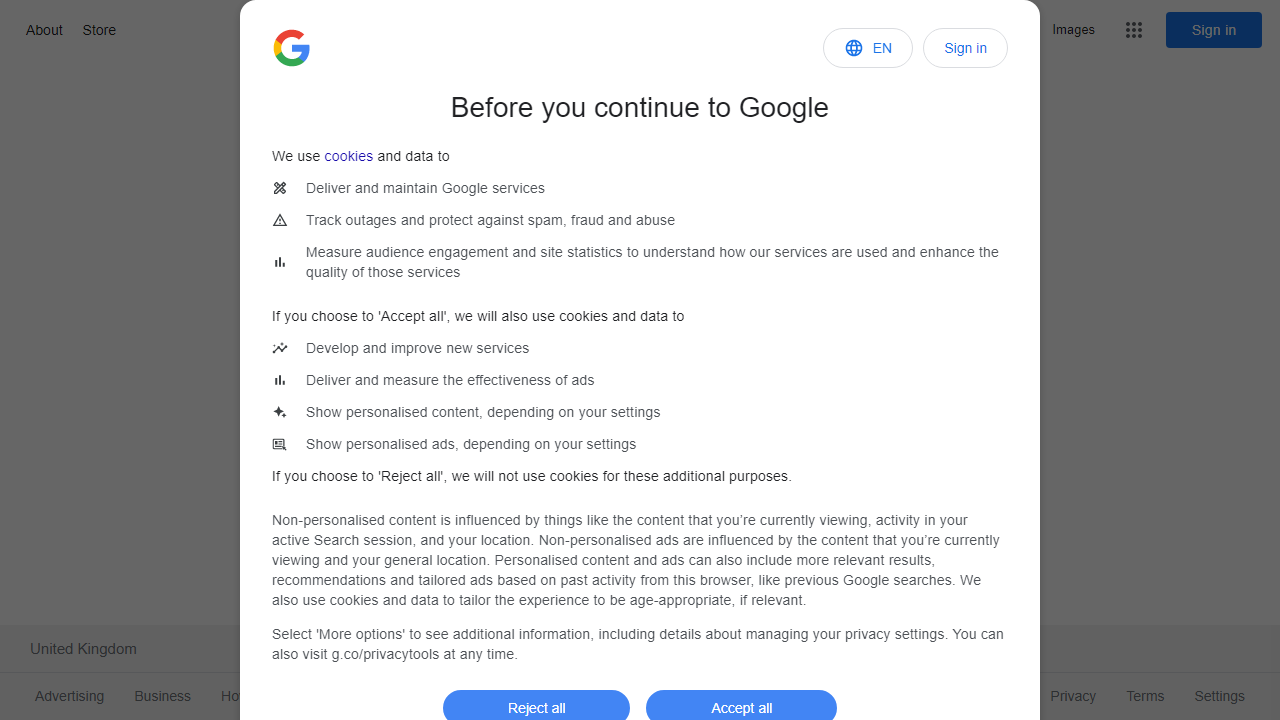 About Store
Images
Sign in
EN
Sign in
Before you continue to Google
We use cookies and data to
Deliver and maintain Google services
Track outages and protect against spam, fraud and abuse
Measure audience engagement and site statistics to understand how our services are used and enhance the
quality of those services
If you choose to 'Accept all', we will also use cookies and data to
Develop and improve new services
Deliver and measure the effectiveness of ads
Show personalised content, depending on your settings
Show personalised ads, depending on your settings
If you choose to 'Reject all', we will not use cookies for these additional purposes.
Non-personalised content is influenced by things like the content that you’re currently viewing, activity in your
active Search session, and your location. Non-personalised ads are influenced by the content that you’re currently
viewing and your general location. Personalised content and ads can also include more relevant results,
recommendations and tailored ads based on past activity from this browser, like previous Google searches. We
also use cookies and data to tailor the experience to be age-appropriate, if relevant.
Select 'More options' to see additional information, including details about managing your privacy settings. You can
also visit g.co/privacytools at any time.
Reject all
Accept all
United Kingdom
Advertising Business
Privacy Terms Settings